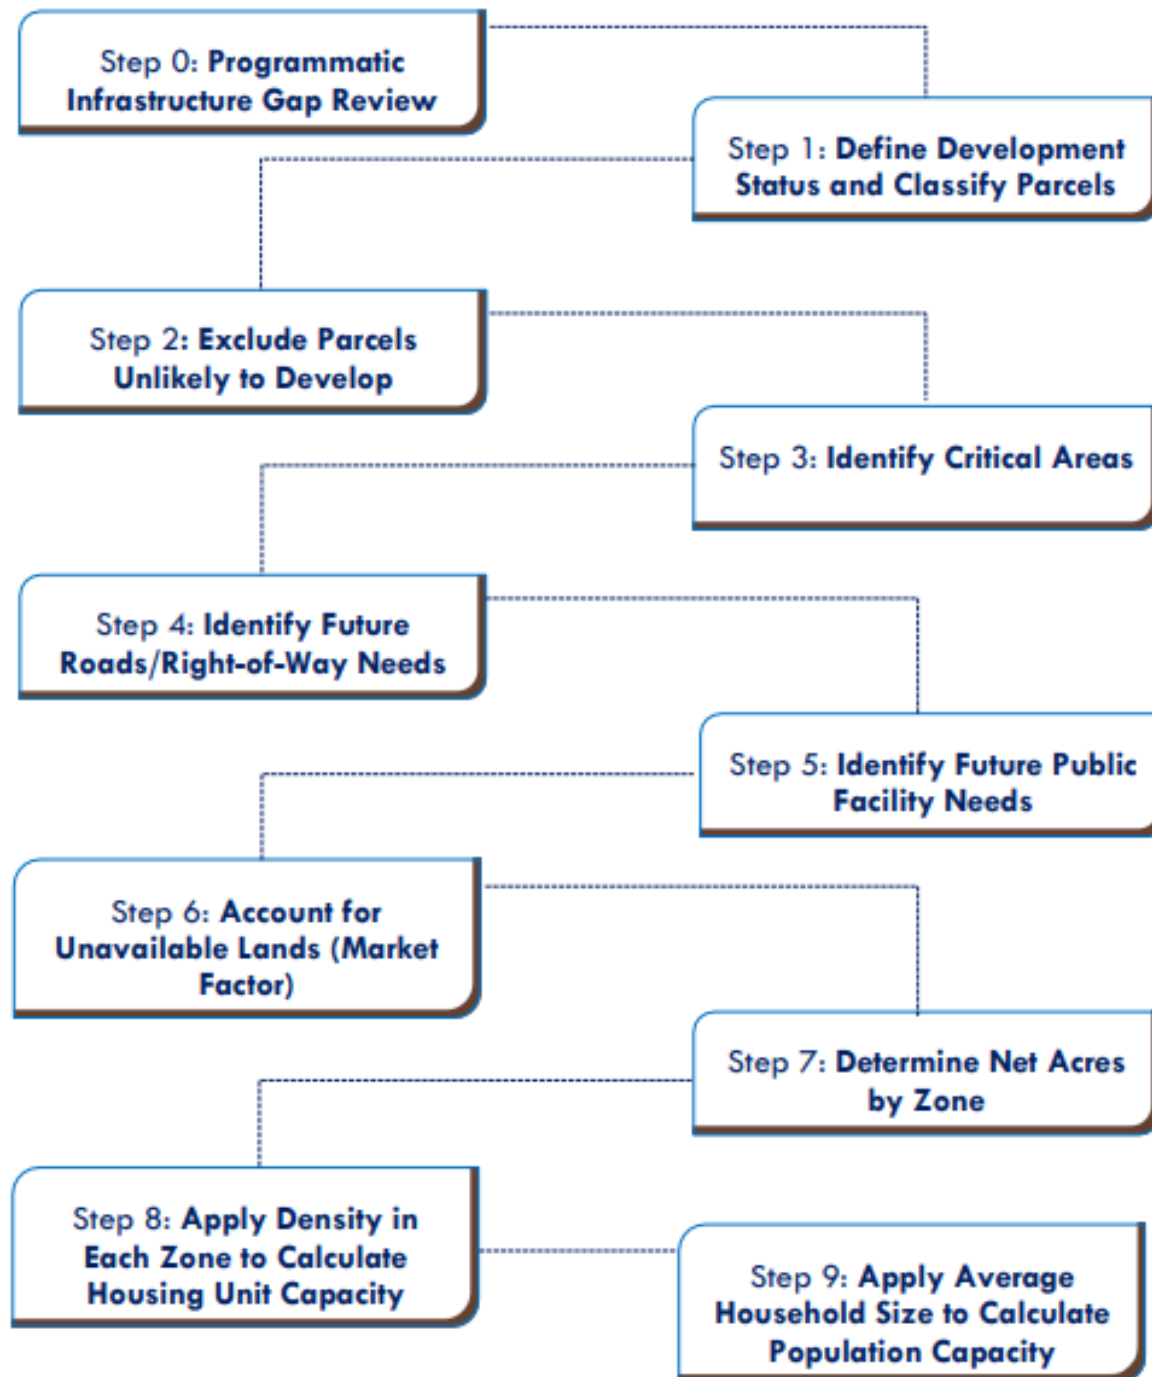 Step 0: Programmatic
Infrastructure Gap Review
Step 1: Define Development
Status and Classify Parcels
Step 2: Exclude Parcels
Unlikely to Develop
Step 3: Identify Critical Areas
Step 4: Identify Future
Roads/Right-of-Way Needs
Step 5: Identify Future Public
Facility Needs
Step 6: Account for
Unavailable Lands (Market
Factor)
Step 7: Determine Net Acres
by Zone
Step 8: Apply Density in
Each Zone to Calculate
Housing Unit Capacity
Step 9: Apply Average
Household Size to Calculate
Population Capacity